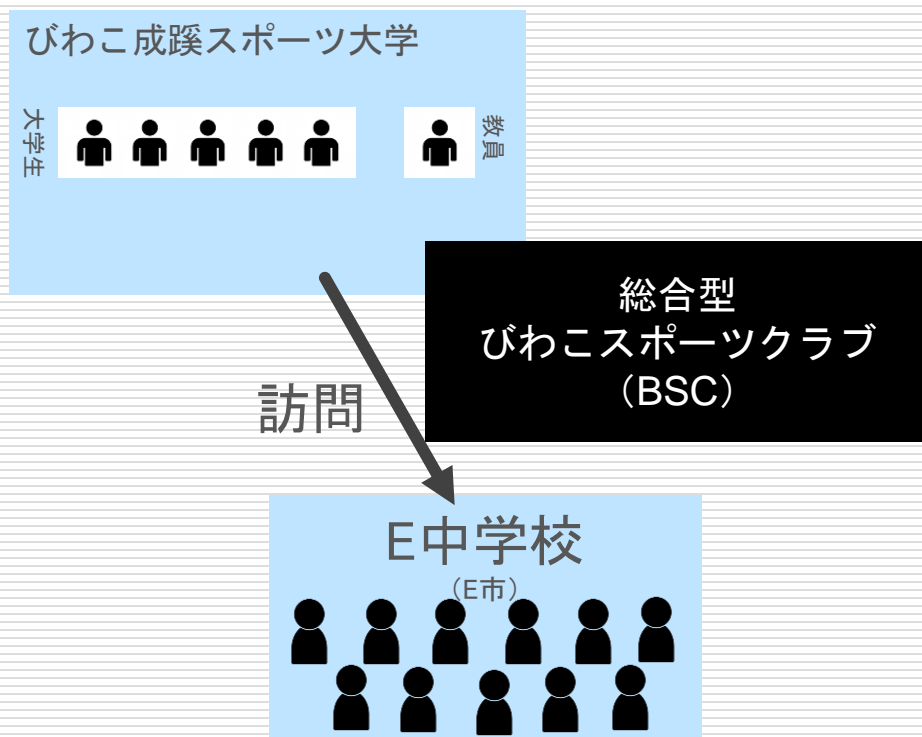 びわこ成蹊スポーツ大学
大学生
教員
総合型
びわこスポーツクラブ
（BSC）
訪問
E中学校
（E市）